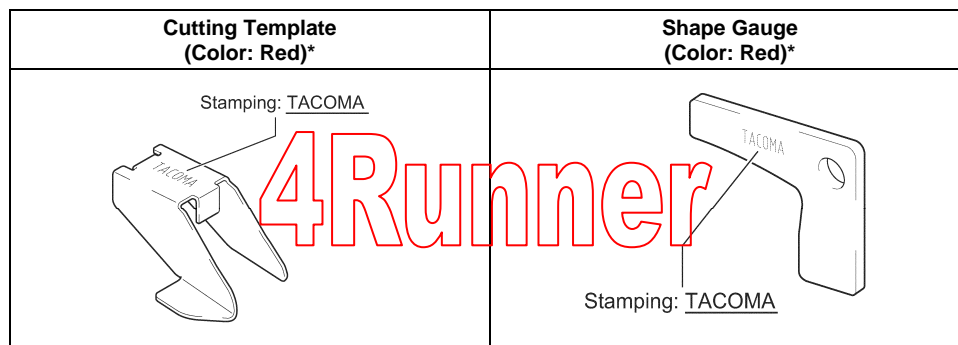 Cutting Template
(Color: Red)*
Shape Gauge
(Color: Red)*
Stamping: TACOMA
TACOMA
TACOMA
Stamping: TACOMA
4Runner